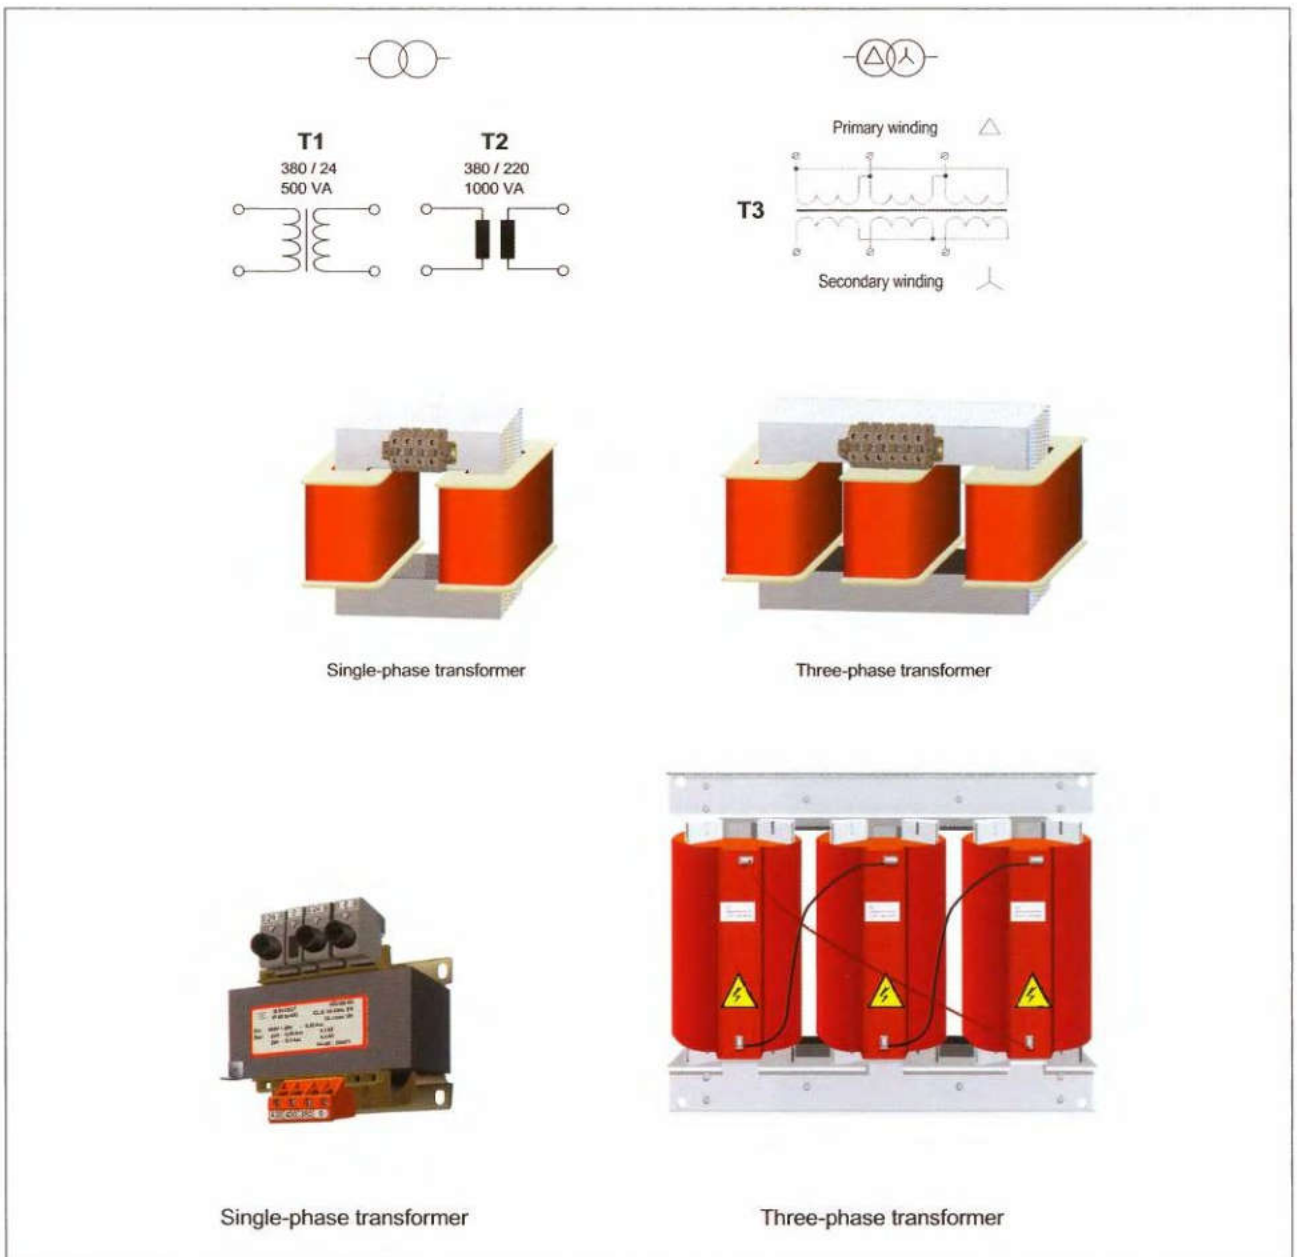 T1
380 / 24
500 VA
T2
380 / 220
1000 VA
Primary winding
T3
Secondary winding
Single-phase transformer
Three-phase transformer
Single-phase transformer
Three-phase transformer